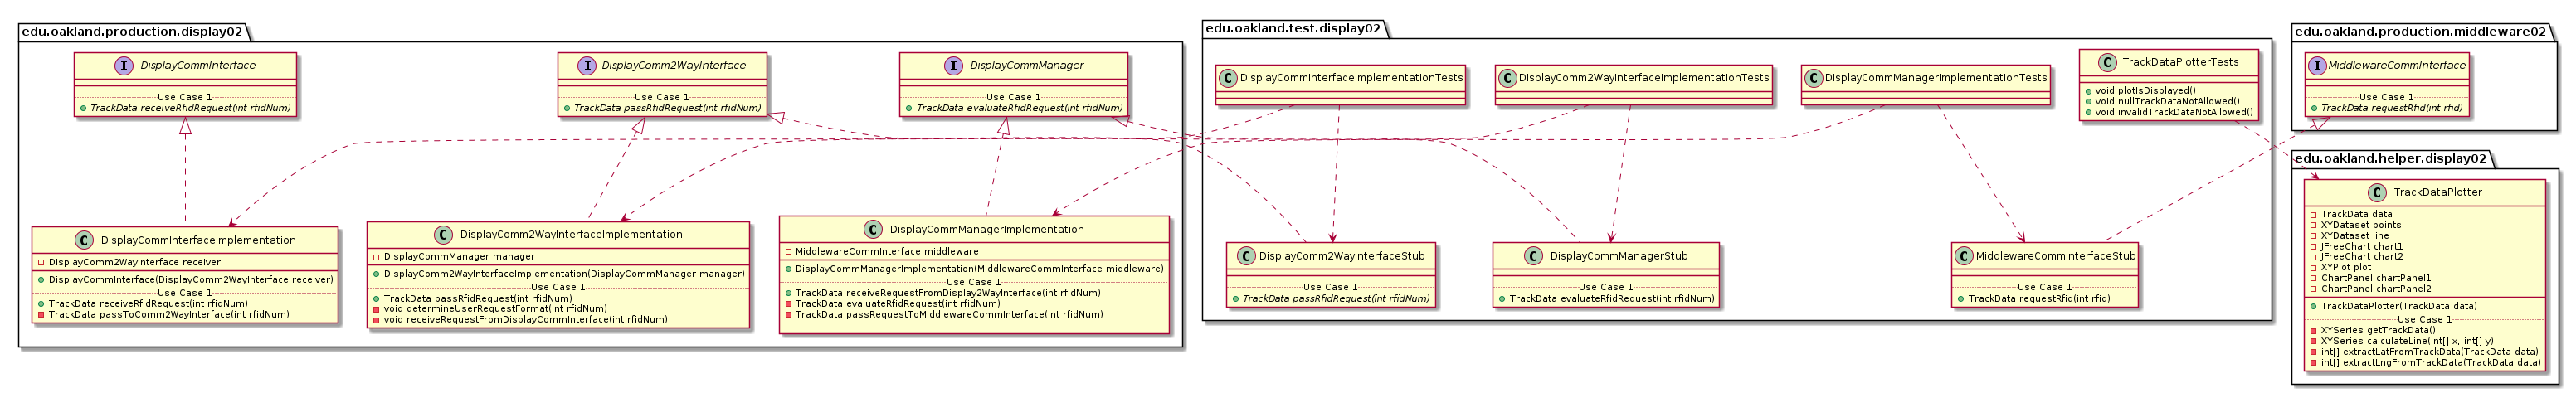 edu.oakland.production.display02
I DisplayCommInterface
Use Case 1
TrackData receiveRfidRequest(int rfidNum)
I DisplayComm2WayInterface
Use Case 1
TrackData passRfidRequest(int rfidNum)
I DisplayCommManager
Use Case 1
TrackData evaluateRfidRequest(int rfidNum)
C DisplayCommInterfaceImplementation
DisplayComm2WayInterface receiver
DisplayCommInterface(DisplayComm2WayInterface receiver)
Use Case 1
TrackData receiveRfidRequest(int rfidNum)
TrackData passToComm2WayInterface(int rfidNum)
C DisplayComm2WayInterfaceImplementation
DisplayCommManager manager
DisplayComm2WayInterfaceImplementation(DisplayCommManager manager)
Use Case 1
TrackData passRfidRequest(int rfidNum)
void determineUserRequestFormat(int rfidNum)
void receiveRequestFromDisplayCommInterface(int rfidNum)
C DisplayCommManagerImplementation
MiddlewareCommInterface middleware
DisplayCommManagerImplementation(MiddlewareCommInterface middleware)
Use Case 1
TrackData receiveRequestFromDisplay2WayInterface(int rfidNum)
TrackData evaluateRfidRequest(int rfidNum)
TrackData passRequestToMiddlewareCommInterface(int rfidNum)
edu.oakland.test.display02
C DisplayCommInterfaceImplementationTests
C DisplayComm2WayInterfaceImplementationTests
C DisplayCommManagerImplementationTests
C TrackDataPlotterTests
void plotIsDisplayed()
void nullTrackDataNotAllowed()
void invalidTrackDataNotAllowed()
C DisplayComm2WayInterfaceStub
Use Case 1
TrackData passRfidRequest(int rfidNum)
C DisplayCommManagerStub
Use Case 1
TrackData evaluateRfidRequest(int rfidNum)
C MiddlewareCommInterfaceStub
Use Case 1
TrackData requestRfid(int rfid)
edu.oakland.production.middleware02
I MiddlewareCommInterface
Use Case 1
TrackData requestRfid(int rfid)
edu.oakland.helper.display02
C TrackDataPlotter
TrackData data
XYDataset points
XYDataset line
JFreeChart chart1
JFreeChart chart2
XYPlot plot
ChartPanel chartPanel1
ChartPanel chartPanel2
TrackDataPlotter(TrackData data)
Use Case 1
XYSeries getTrackData()
XYSeries calculateLine(int[] x, int[] y)
int[] extractLatFromTrackData(TrackData data)
int[] extractLngFromTrackData(TrackData data)